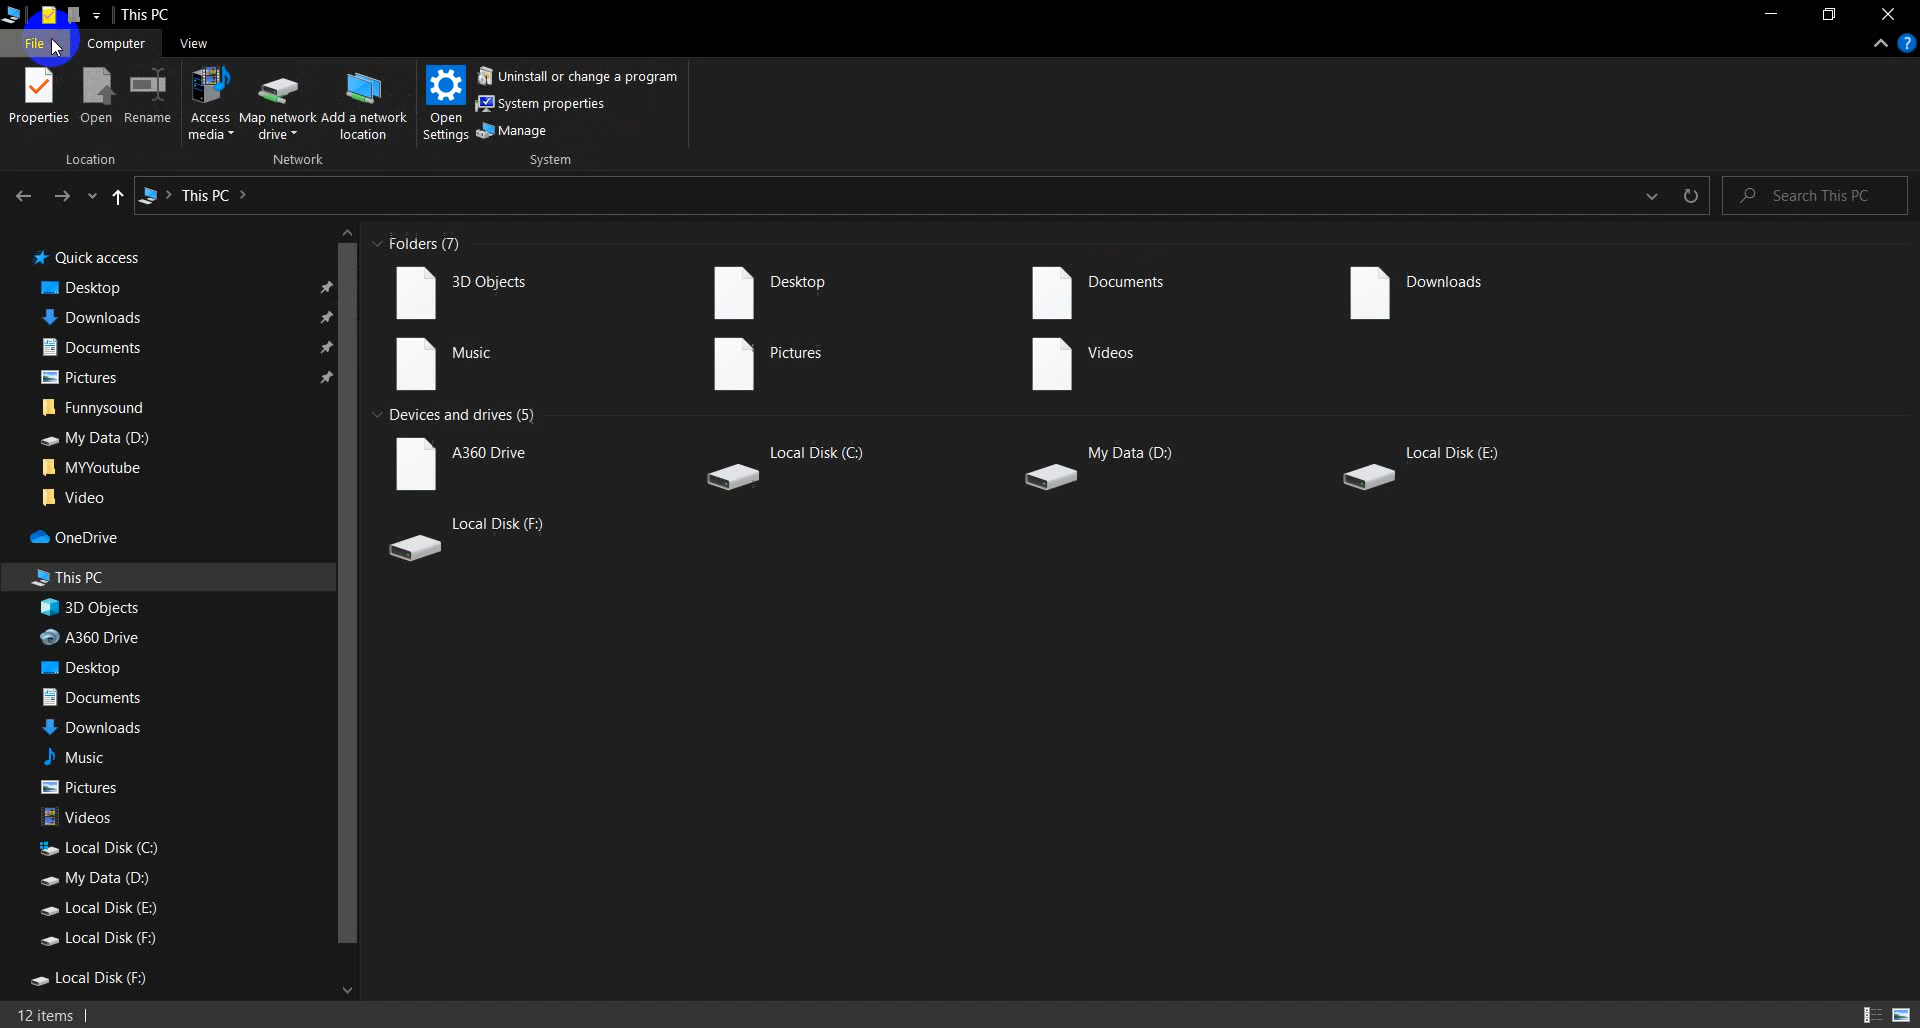 This PC
File
Computer
View
?
Properties
Open
Rename
Access media
Map network drive
Add a network location
Open Settings
Uninstall or change a program
System properties
Manage
Location
Network
System
This PC
Search This PC
Quick access
Desktop
Downloads
Documents
Pictures
Funnysound
My Data (D:)
MYYoutube
Video
OneDrive
This PC
3D Objects
A360 Drive
Desktop
Documents
Downloads
Music
Pictures
Videos
Local Disk (C:)
My Data (D:)
Local Disk (E:)
Local Disk (F:)
Local Disk (F:)
Folders (7)
3D Objects
Desktop
Documents
Downloads
Music
Pictures
Videos
Devices and drives (5)
A360 Drive
Local Disk (C:)
My Data (D:)
Local Disk (E:)
Local Disk (F:)
12 items